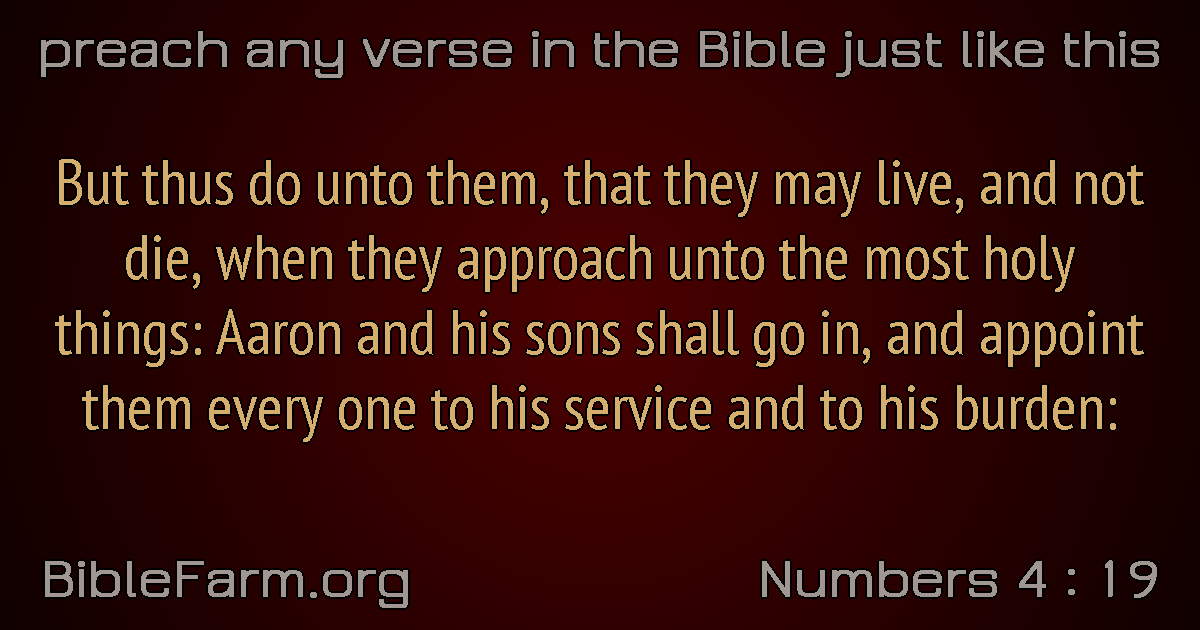 preach any verse in the Bible just like this
But thus do unto them, that they may live, and not
die, when they approach unto the most holy
things: Aaron and his sons shall go in, and appoint
them every one to his service and to his burden:
BibleFarm.org
Numbers 4 : 19